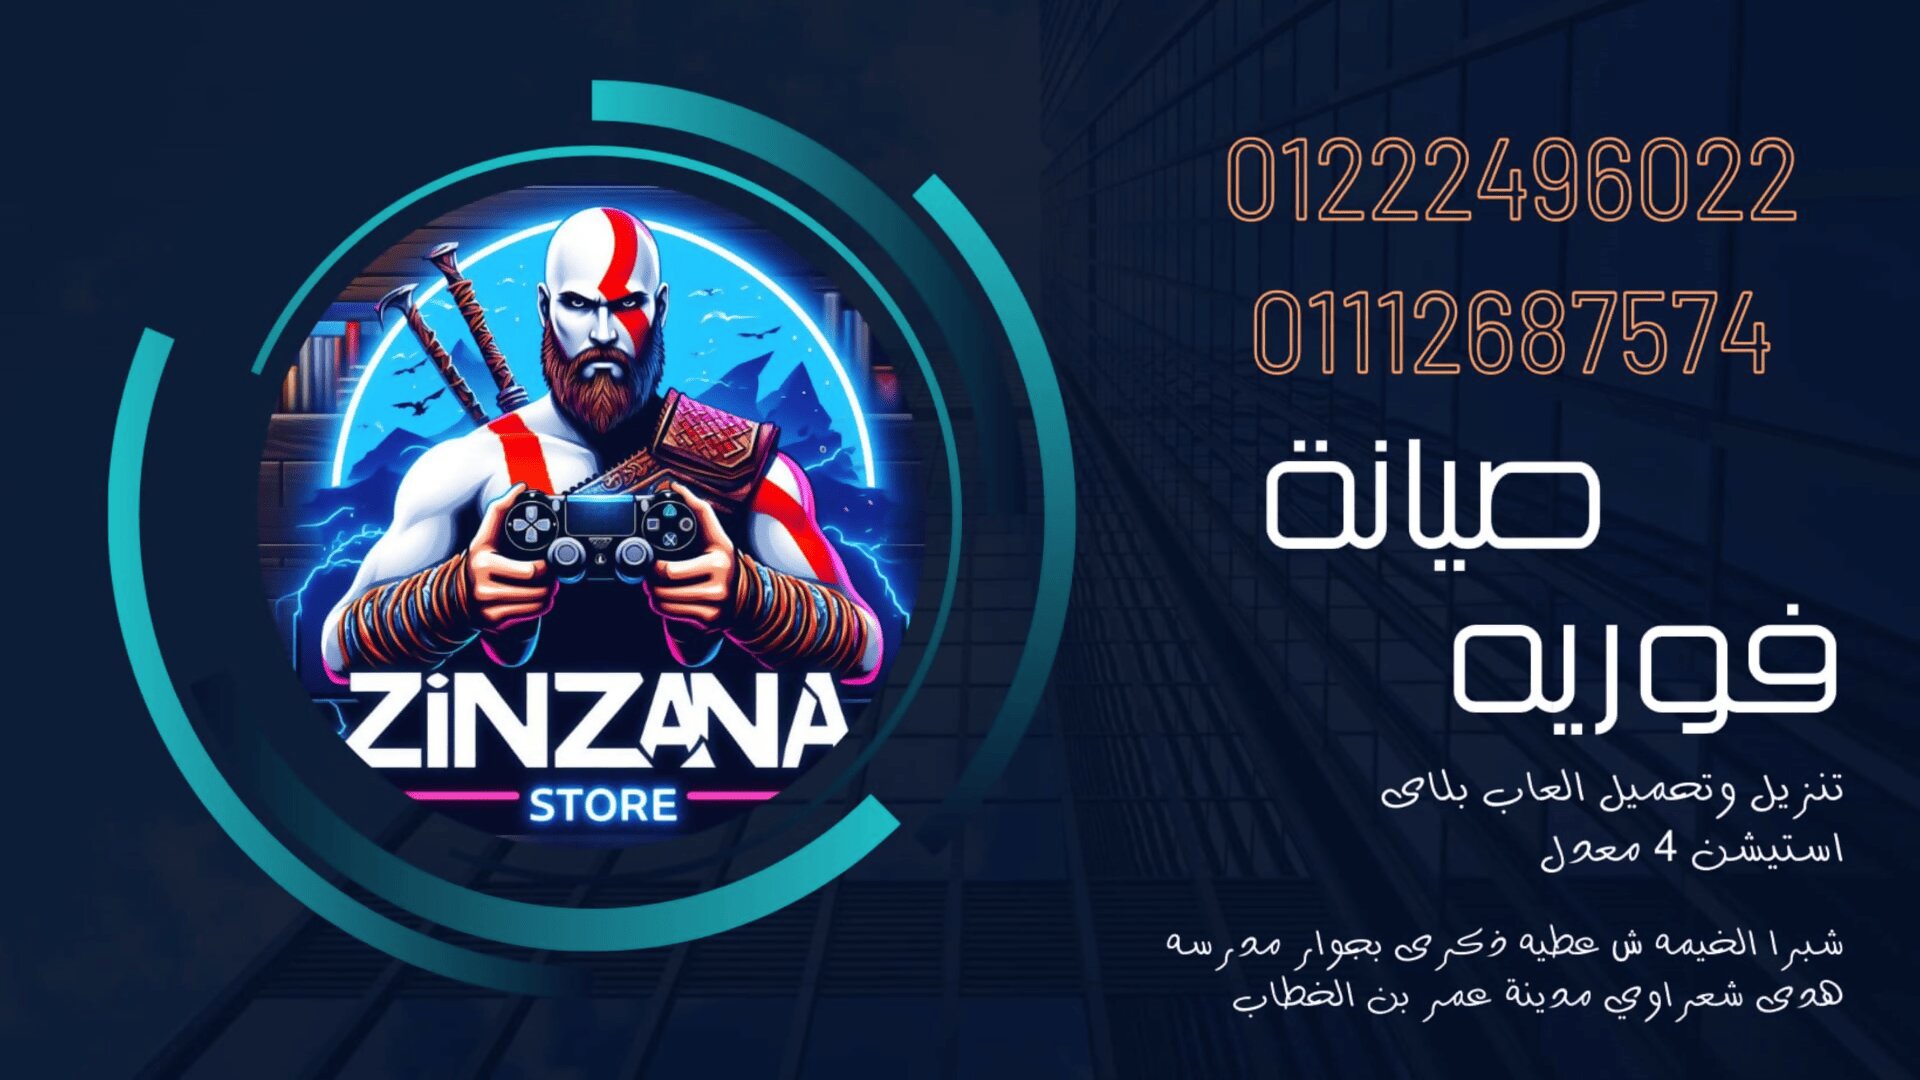 ZiNZANA
STORE
01222496022
01112687574
صيانة
فوريه
تنزيل وتحميل العاب بلاى
استيشن 4 معدل
شبرا الخيمه ش عطيه ذكرى بجوار مدرسه
هدى شعراوي مدينة عمر بن الخطاب